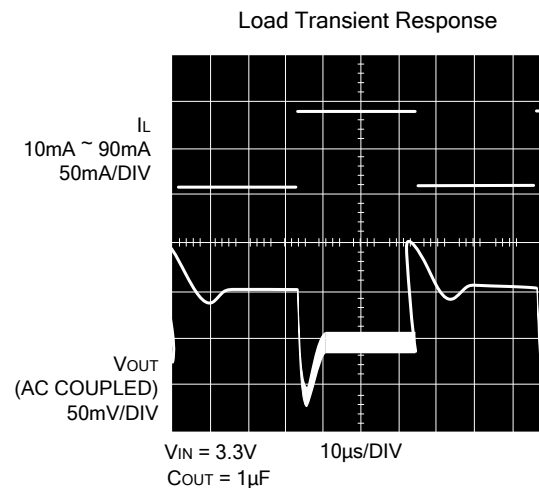 Load Transient Response
IL
10mA ~ 90mA
50mA/DIV
VOUT
(AC COUPLED)
50mV/DIV
VIN = 3.3V
10µs/DIV
COUT = 1µF